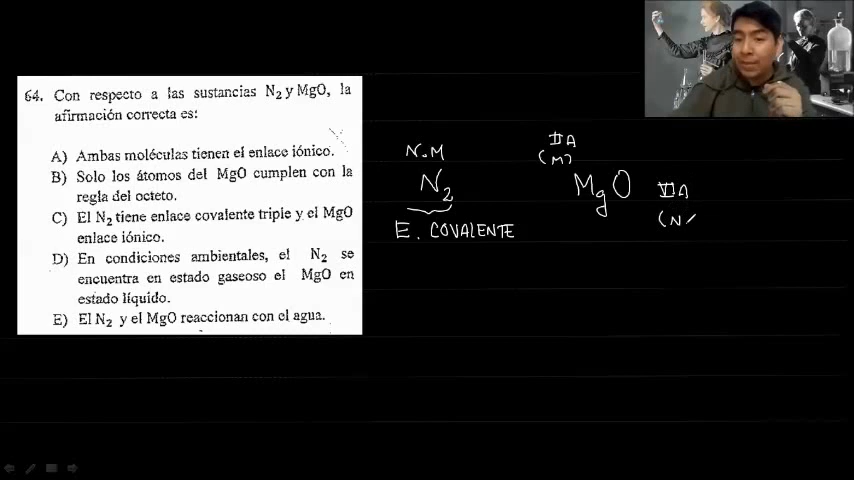 64. Con respecto a las sustancias N₂ y MgO, la
afirmación correcta es:
A) Ambas moléculas tienen el enlace iónico.
B) Solo los átomos del MgO cumplen con la
regla del octeto.
C) El N₂ tiene enlace covalente triple y el MgO
enlace iónico.
D) En condiciones ambientales, el N₂ se
encuentra en estado gaseoso el MgO en
estado líquido.
E) El N₂ y el MgO reaccionan con el agua.
N.M
N₂
E. COVALENTE
IIA
(M)
MgO
VIA
(N